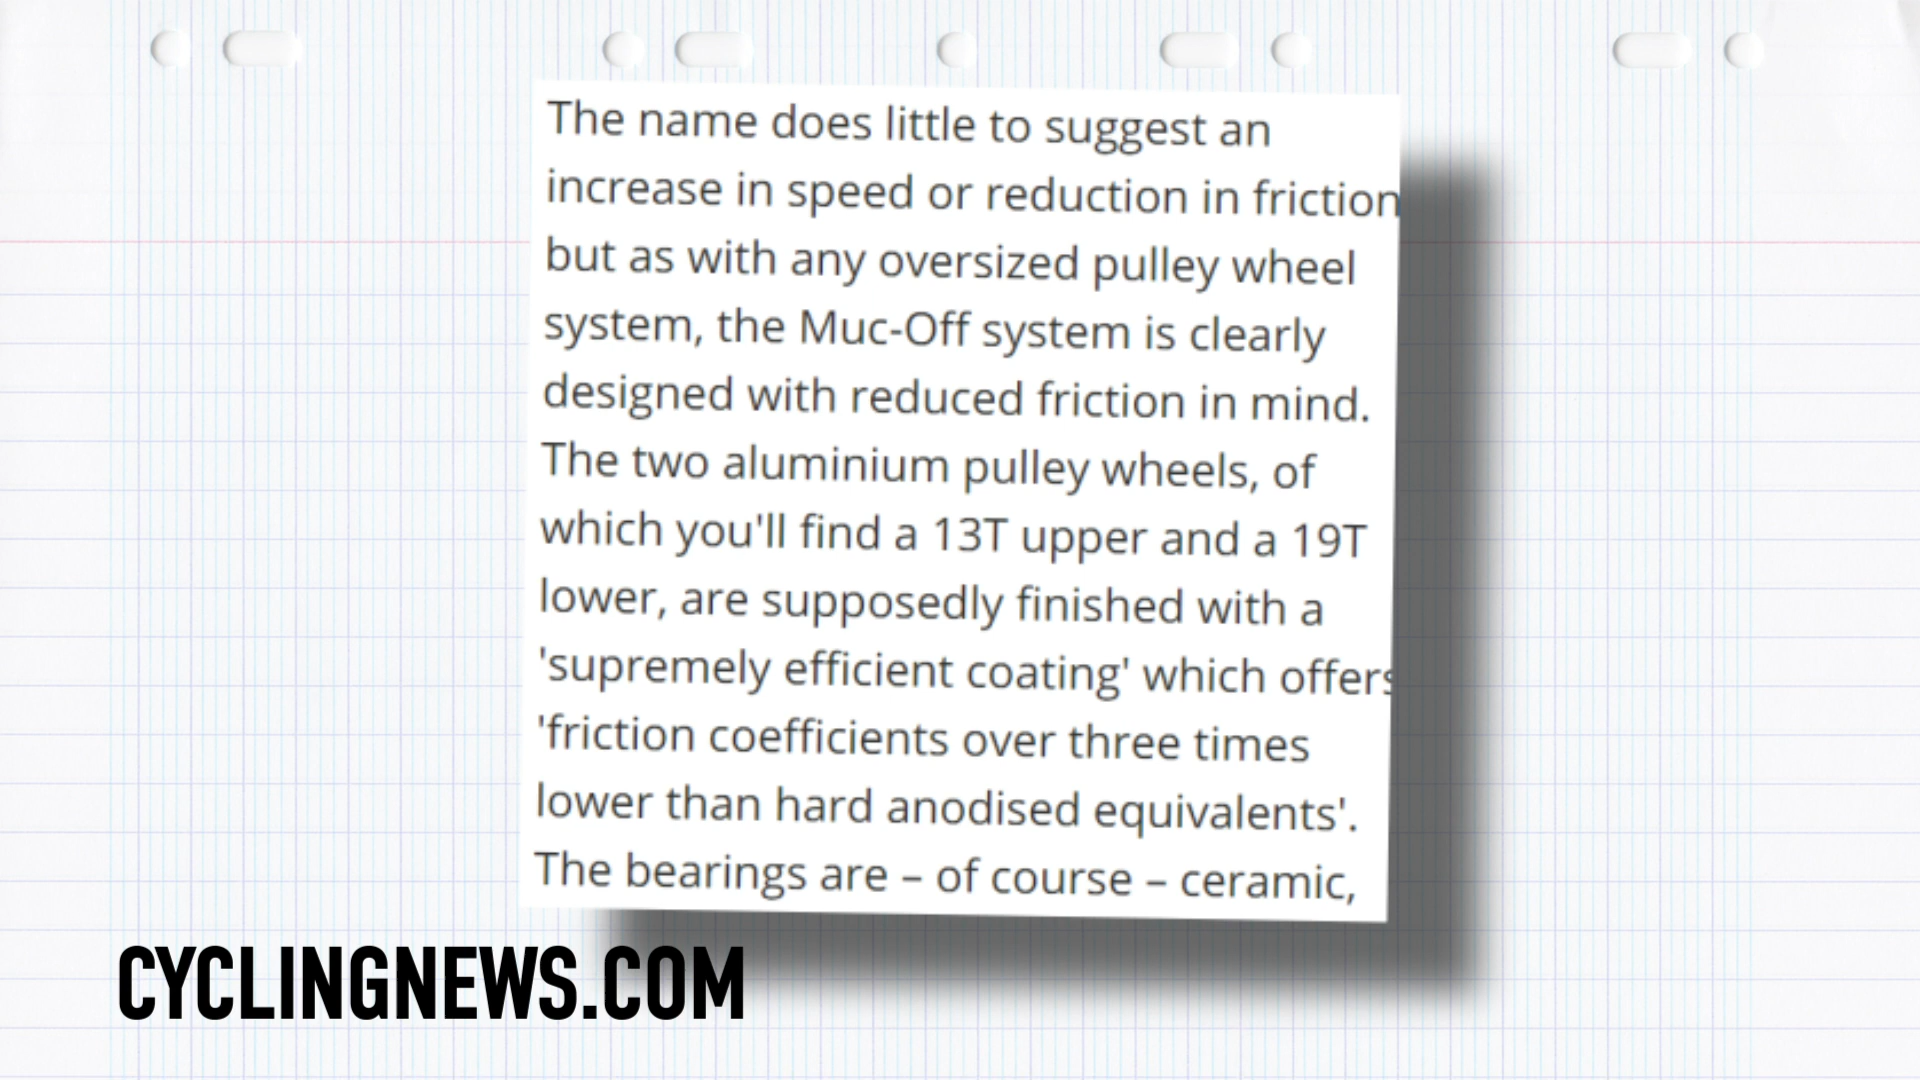 The name does little to suggest an
increase in speed or reduction in friction
but as with any oversized pulley wheel
system, the Muc-Off system is clearly
designed with reduced friction in mind.
The two aluminium pulley wheels, of
which you'll find a 13T upper and a 19T
lower, are supposedly finished with a
'supremely efficient coating' which offers
'friction coefficients over three times
lower than hard anodised equivalents'.
The bearings are – of course – ceramic,
CYCLINGNEWS.COM